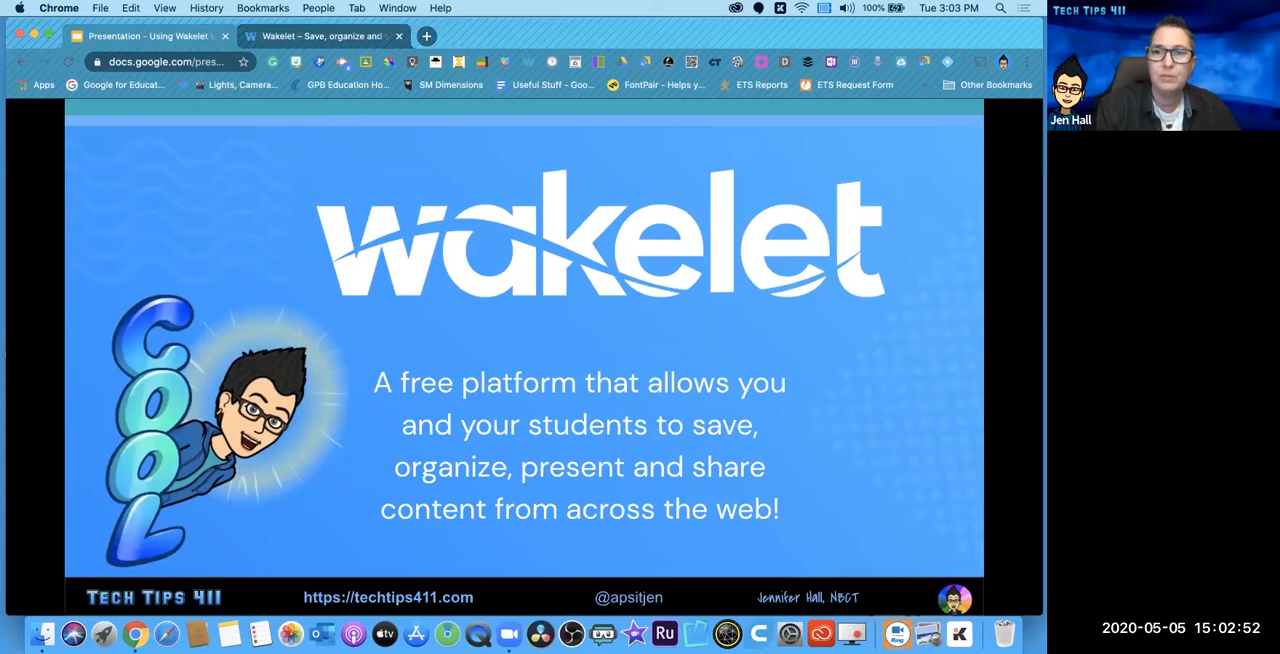 Chrome File Edit View History Bookmarks People Tab Window Help 100% Tue 3:03 PM
Presentation - Using Wakelet Wakelet – Save, organize and
docs.google.com/pres...
Apps Google for Educat... Lights, Camera... GPB Education Ho... SM Dimensions Useful Stuff - Goo... FontPair - Helps y... ETS Reports ETS Request Form Other Bookmarks
TECH TIPS 411
Jen Hall
wakelet
COOL
A free platform that allows you
and your students to save,
organize, present and share
content from across the web!
TECH TIPS 411 https://techtips411.com @apsitjen Jennifer Hall, NBCT
tv Ru Ring K
2020-05-05 15:02:52